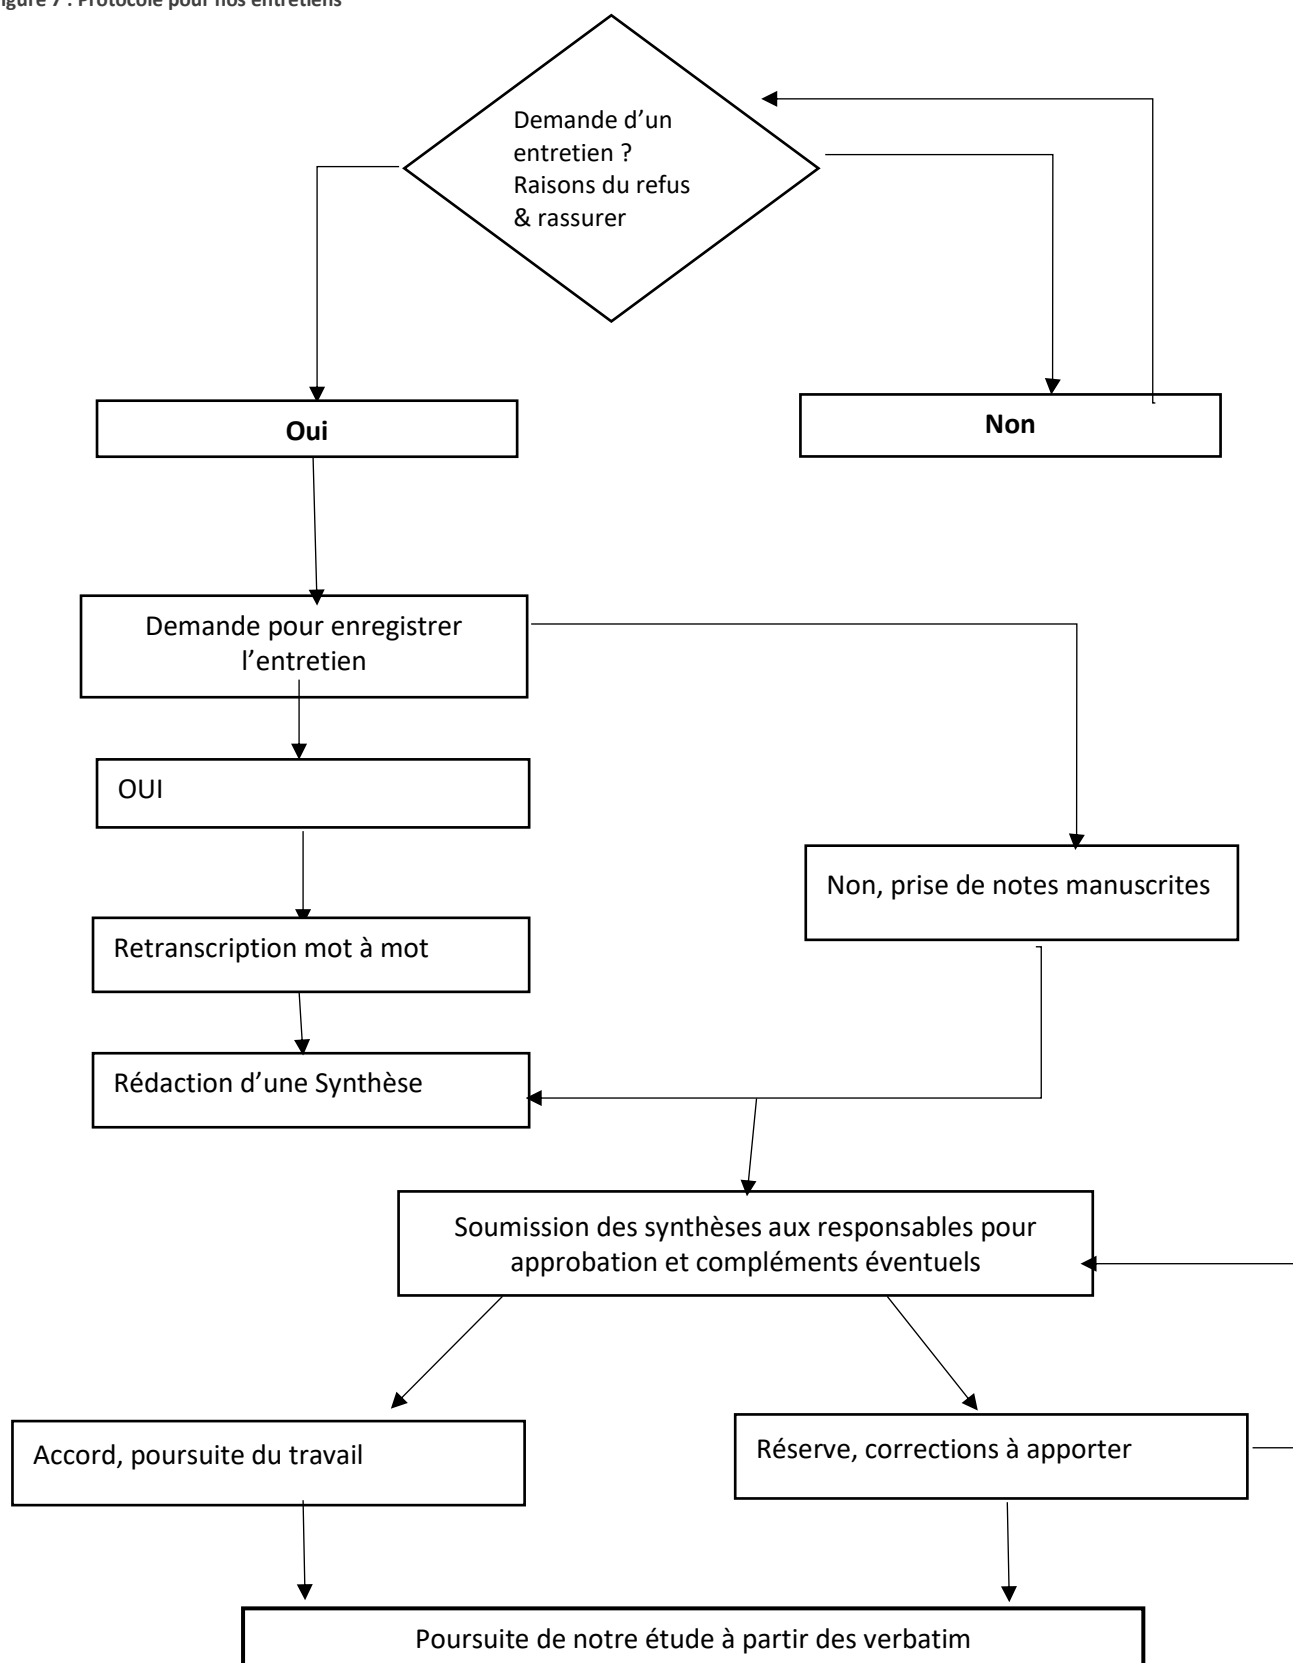 Figure 7 : Protocole pour nos entretiens
Demande d’un
entretien ?
Raisons du refus
& rassurer
Oui
Non
Demande pour enregistrer
l’entretien
OUI
Non, prise de notes manuscrites
Retranscription mot à mot
Rédaction d’une Synthèse
Soumission des synthèses aux responsables pour
approbation et compléments éventuels
Accord, poursuite du travail
Réserve, corrections à apporter
Poursuite de notre étude à partir des verbatim